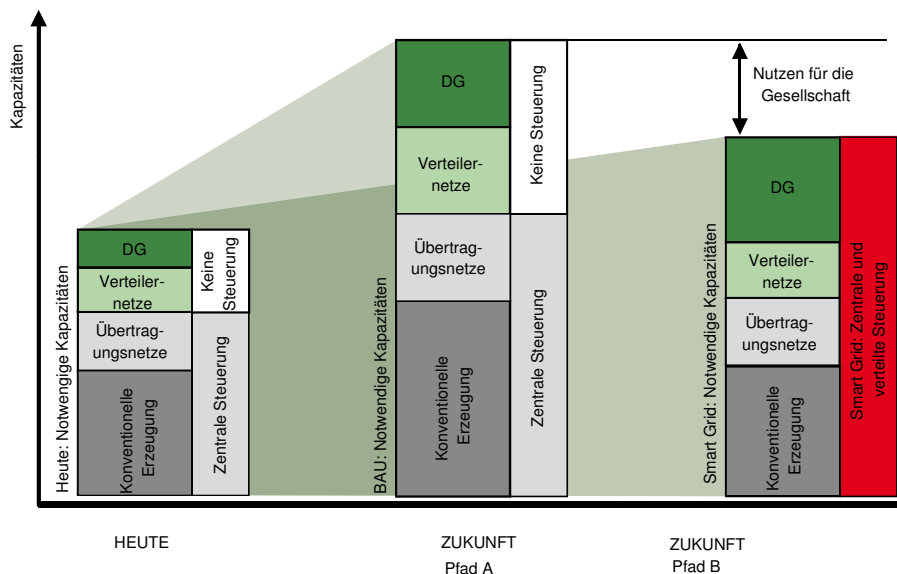 Kapazitäten
Heute: Notwengige Kapazitäten
DG
Verteiler-
netze
Übertrag-
ungsnetze
Konventionelle
Erzeugung
Keine
Steuerung
Zentrale Steuerung
BAU: Notwendige Kapazitäten
DG
Verteiler-
netze
Übertrag-
ungsnetze
Konventionelle
Erzeugung
Keine Steuerung
Zentrale Steuerung
Nutzen für die
Gesellschaft
Smart Grid: Notwendige Kapazitäten
DG
Verteiler-
netze
Übertrag-
ungsnetze
Konventionelle
Erzeugung
Smart Grid: Zentrale und
verteilte Steuerung
HEUTE
ZUKUNFT
Pfad A
ZUKUNFT
Pfad B